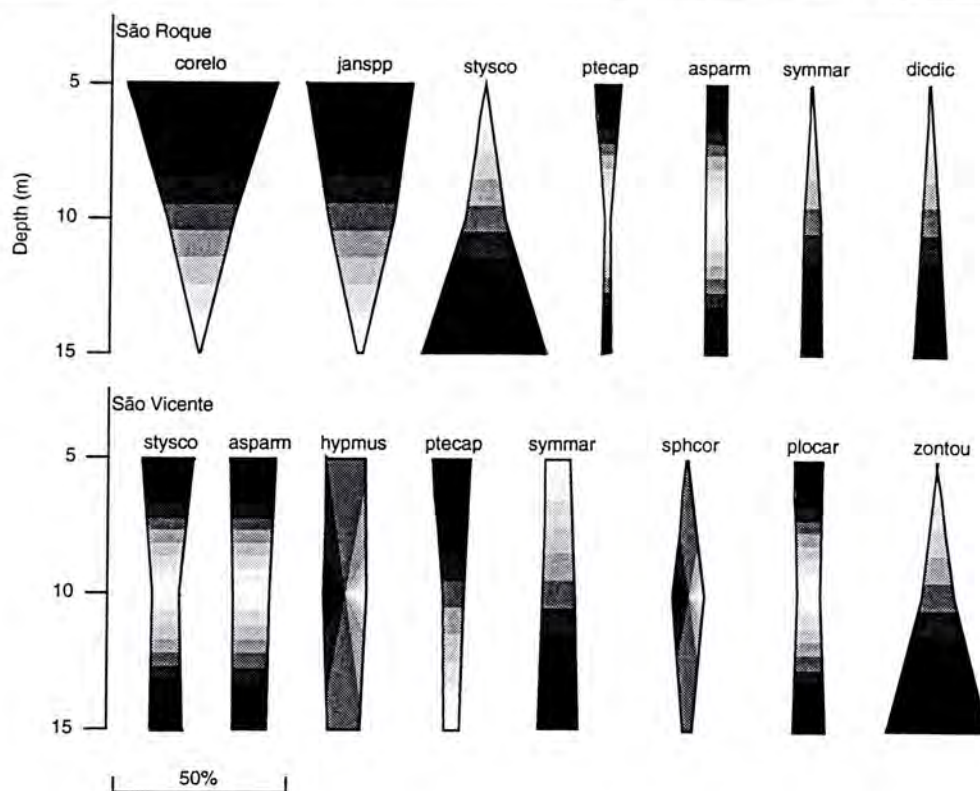 São Roque
corelo janspp stysco ptecap asparm symmar dicdic
5
10
15
Depth (m)
São Vicente
stysco asparm hypmus ptecap symmar sphcor plocar zontou
5
10
15
50%